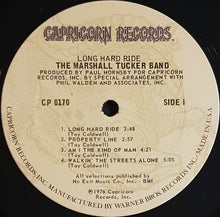 CAPRICORN RECORDS.
LONG HARD RIDE
THE MARSHALL TUCKER BAND
PRODUCED BY PAUL HORNSBY FOR CAPRICORN
RECORDS, INC. BY SPECIAL ARRANGEMENT WITH
PHIL WALDEN AND ASSOCIATES, INC.
CP 0170
SIDE 1
1 LONG HARD RIDE 3:48
(Toy Caldwell)
2 PROPERTY LINE 2:57
(Toy Caldwell)
3 AM I THE KIND OF MAN 4:21
(Toy Caldwell)
4 WALKIN' THE STREETS ALONE 5:05
(Toy Caldwell)
All selections published by
No Exit Music Co., Inc. - BMI
℗ 1976 Capricorn
Records, Inc.
MANUFACTURED BY WARNER BROS. RECORDS INC.
MADE IN U.S.A.